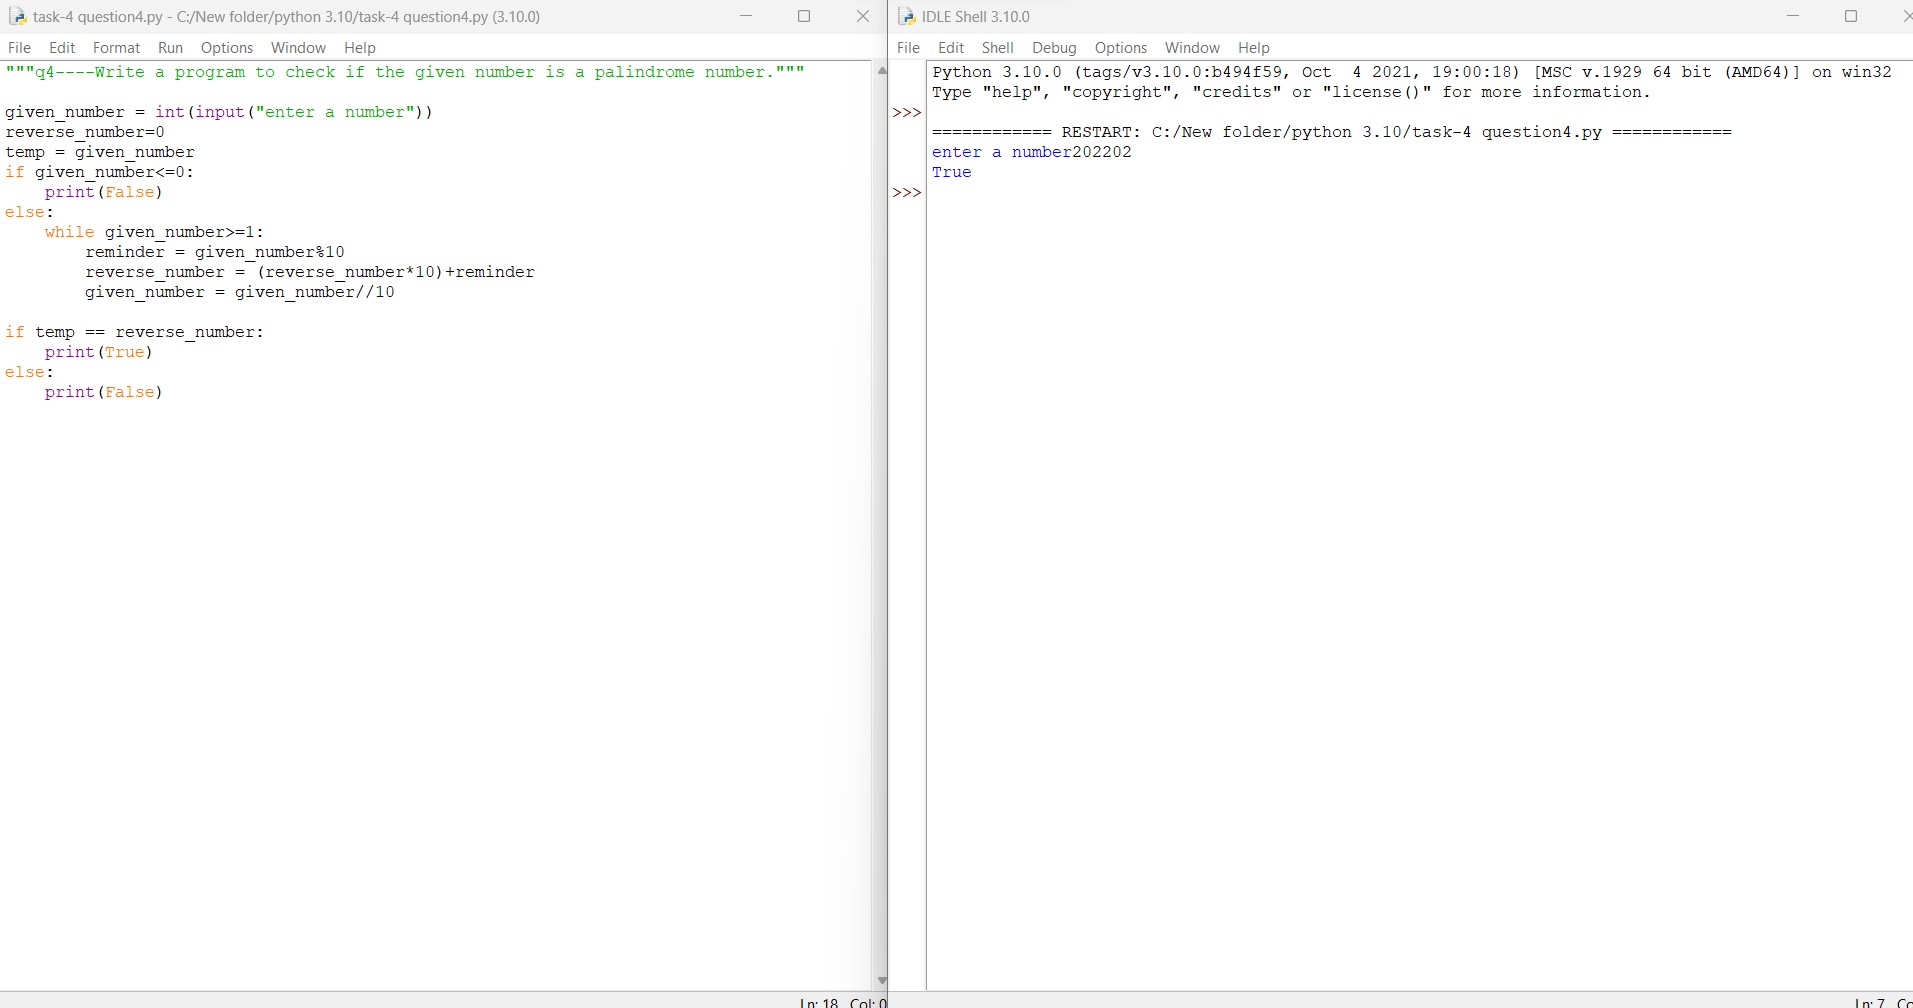 task-4 question4.py - C:/New folder/python 3.10/task-4 question4.py (3.10.0)
File Edit Format Run Options Window Help
"""q4----Write a program to check if the given number is a palindrome number."""
given_number = int(input("enter a number"))
reverse_number=0
temp = given_number
if given_number<=0:
    print(False)
else:
    while given_number>=1:
        reminder = given_number%10
        reverse_number = (reverse_number*10)+reminder
        given_number = given_number//10
if temp == reverse_number:
    print(True)
else:
    print(False)
Ln: 18 Col: 0
IDLE Shell 3.10.0
File Edit Shell Debug Options Window Help
Python 3.10.0 (tags/v3.10.0:b494f59, Oct  4 2021, 19:00:18) [MSC v.1929 64 bit (AMD64)] on win32
Type "help", "copyright", "credits" or "license()" for more information.
>>>
============ RESTART: C:/New folder/python 3.10/task-4 question4.py ============
enter a number202202
True
>>>
Ln: 7 Co